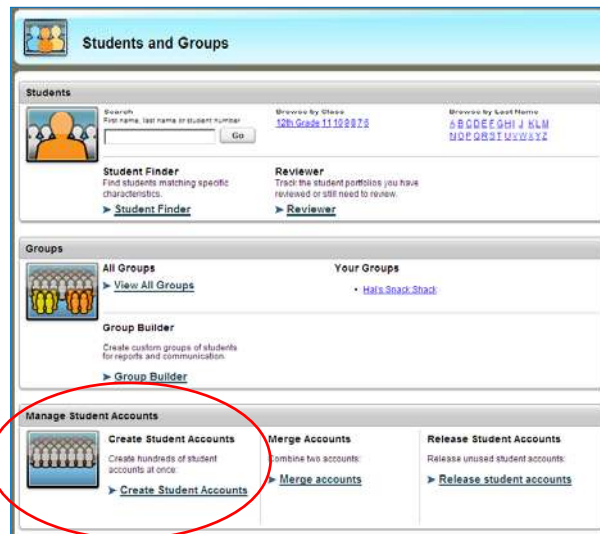 Students and Groups
Students
Search
First name, last name or student number
Go
Browse by Class
12th Grade 11 10 9 8 7 6
Browse by Last Name
A B C D E F G H I J K L M
N O P Q R S T U V W X Y Z
Student Finder
Find students matching specific
characteristics.
➤ Student Finder
Reviewer
Track the student portfolios you have
reviewed or still need to review.
➤ Reviewer
Groups
All Groups
➤ View All Groups
Your Groups
• Hal's Snack Shack
Group Builder
Create custom groups of students
for reports and communication.
➤ Group Builder
Manage Student Accounts
Create Student Accounts
Create hundreds of student
accounts at once:
➤ Create Student Accounts
Merge Accounts
Combine two accounts:
➤ Merge accounts
Release Student Accounts
Release unused student accounts:
➤ Release student accounts